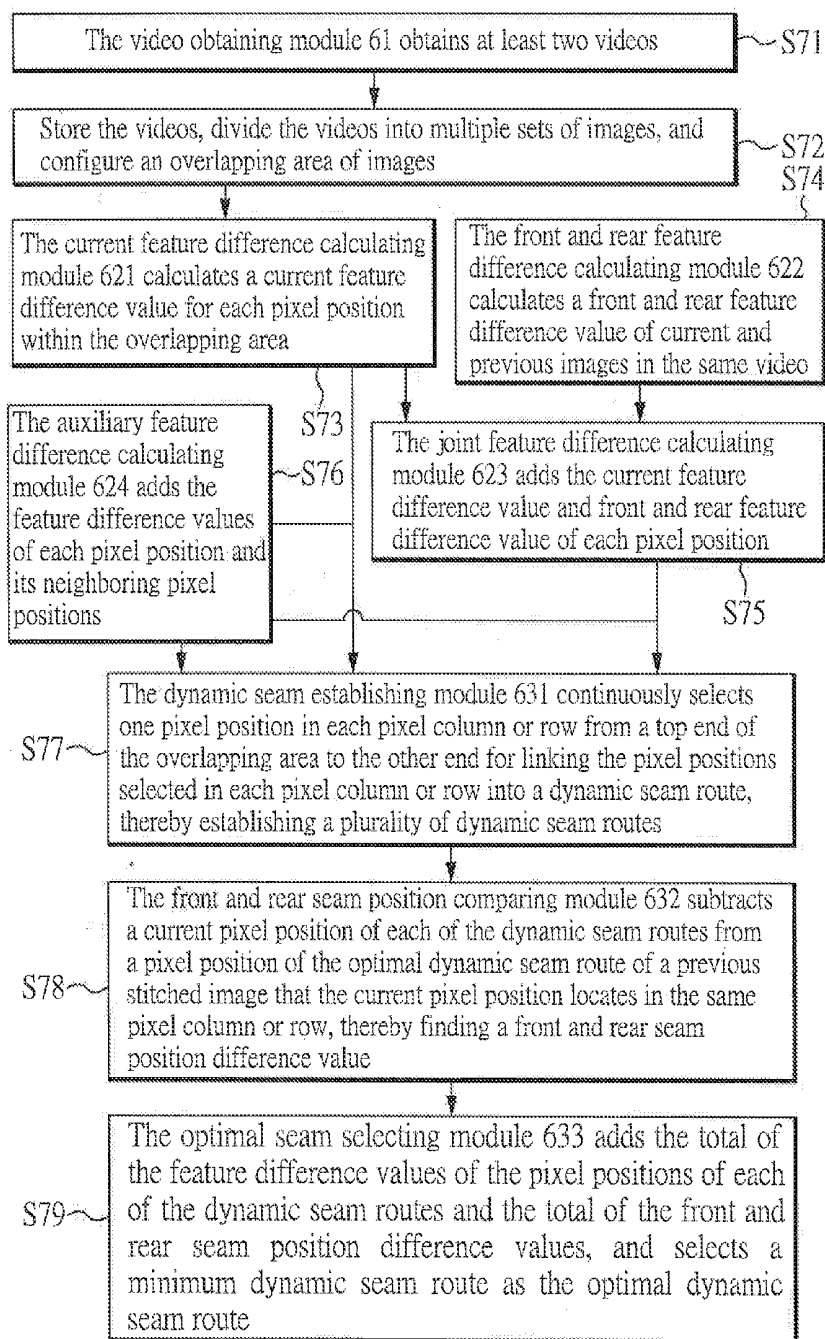 The video obtaining module 61 obtains at least two videos
S71
Store the videos, divide the videos into multiple sets of images, and
configure an overlapping area of images
S72
S74
The current feature difference calculating
module 621 calculates a current feature
difference value for each pixel position
within the overlapping area
S73
The front and rear feature
difference calculating module 622
calculates a front and rear feature
difference value of current and
previous images in the same video
The auxiliary feature
difference calculating
module 624 adds the
feature difference values
of each pixel position and
its neighboring pixel
positions
S76
The joint feature difference calculating
module 623 adds the current feature
difference value and front and rear feature
difference value of each pixel position
S75
The dynamic seam establishing module 631 continuously selects
one pixel position in each pixel column or row from a top end of
the overlapping area to the other end for linking the pixel positions
selected in each pixel column or row into a dynamic seam route,
thereby establishing a plurality of dynamic seam routes
S77
The front and rear seam position comparing module 632 subtracts
a current pixel position of each of the dynamic seam routes from
a pixel position of the optimal dynamic seam route of a previous
stitched image that the current pixel position locates in the same
pixel column or row, thereby finding a front and rear seam
position difference value
S78
The optimal seam selecting module 633 adds the total of
the feature difference values of the pixel positions of each
of the dynamic seam routes and the total of the front and
rear seam position difference values, and selects a
minimum dynamic seam route as the optimal dynamic
seam route
S79